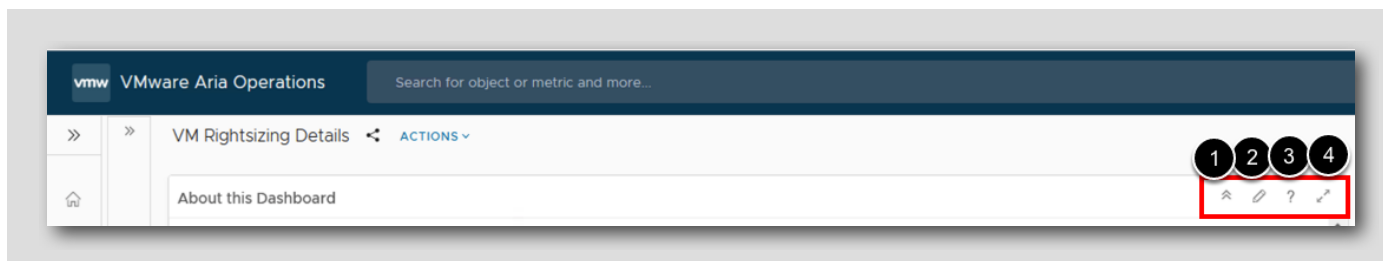 vmw VMware Aria Operations Search for object or metric and more...
VM Rightsizing Details ACTIONS
1 2 3 4
About this Dashboard ?